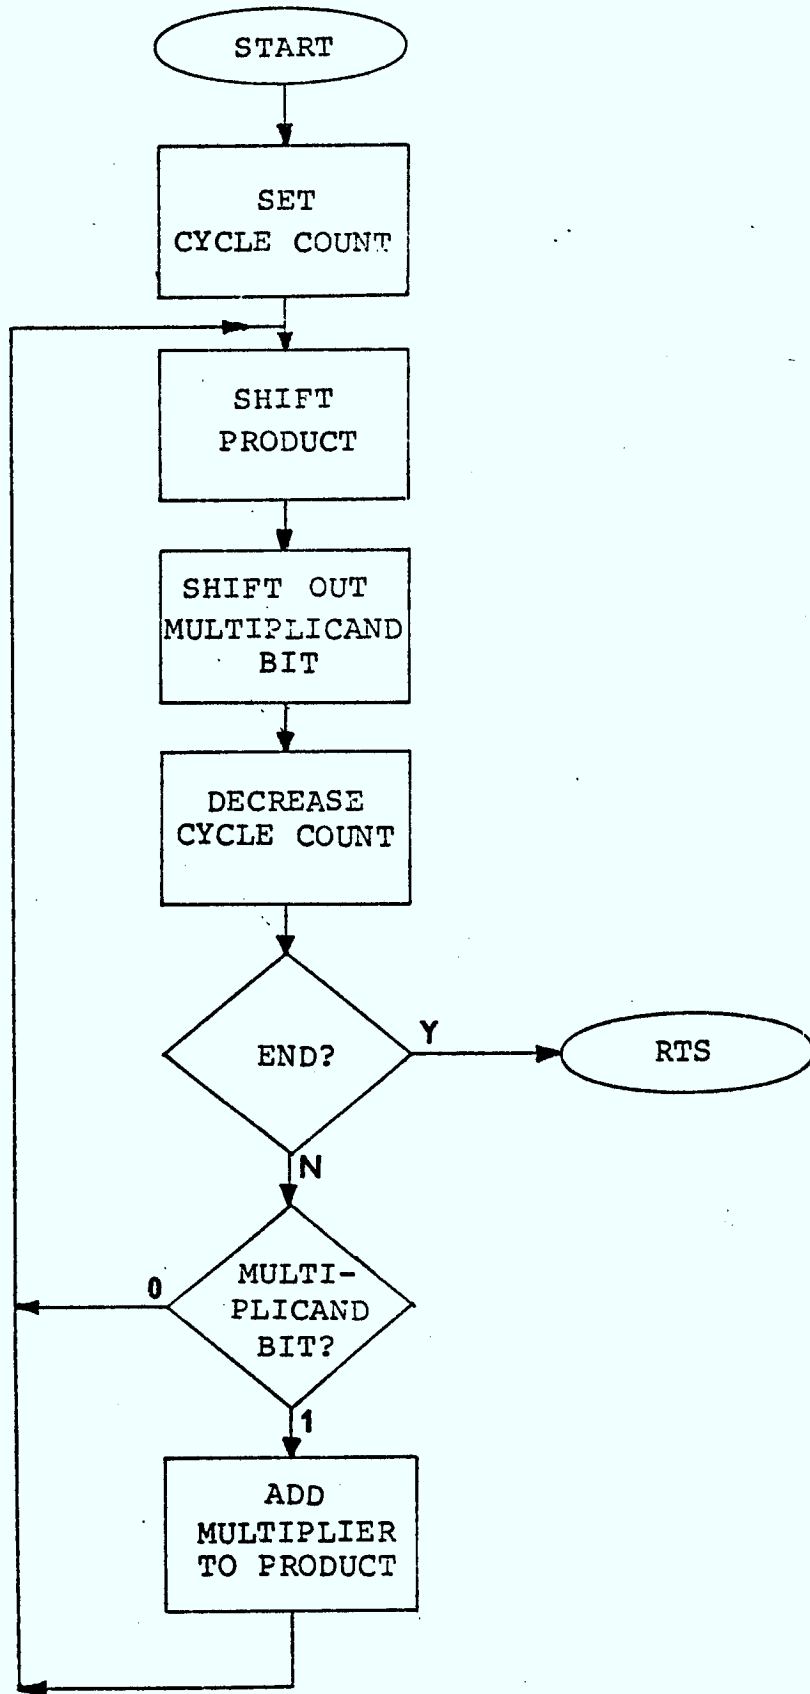 START
SET
CYCLE COUNT
SHIFT
PRODUCT
SHIFT OUT
MULTIPLICAND
BIT
DECREASE
CYCLE COUNT
END?
Y
RTS
N
MULTI-
PLICAND
BIT?
0
1
ADD
MULTIPLIER
TO PRODUCT